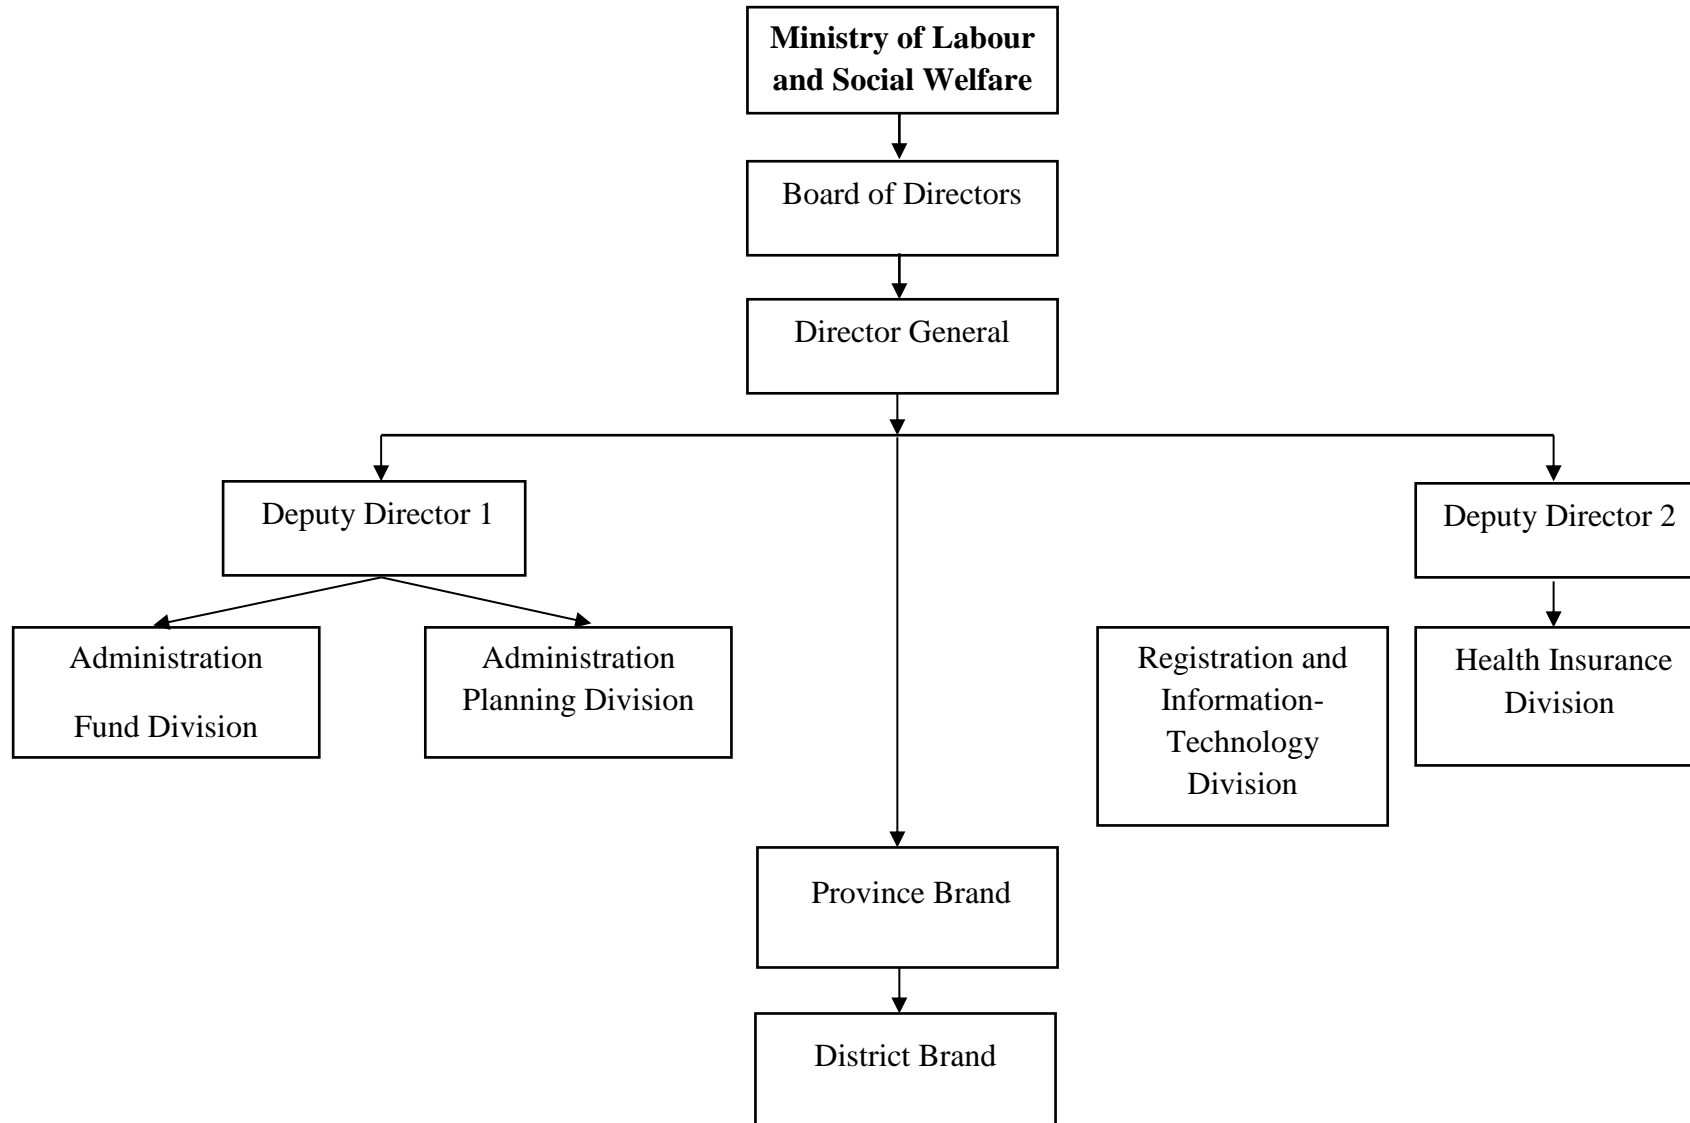 Ministry of Labour
and Social Welfare
Board of Directors
Director General
Deputy Director 1
Deputy Director 2
Administration
Fund Division
Administration
Planning Division
Registration and
Information-
Technology
Division
Health Insurance
Division
Province Brand
District Brand